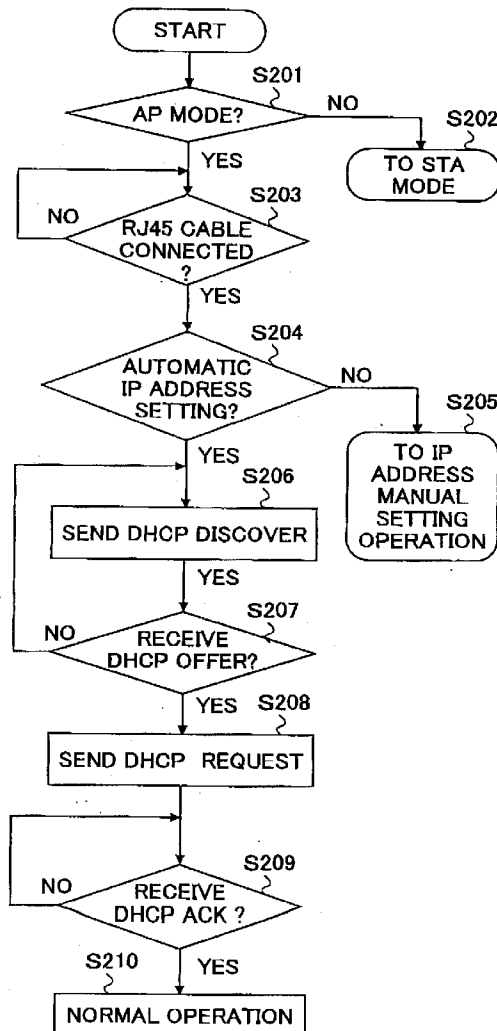 START
S201
AP MODE?
NO
S202
TO STA
MODE
YES
S203
NO
RJ45 CABLE
CONNECTED
?
YES
S204
AUTOMATIC
IP ADDRESS
SETTING?
NO
S205
TO IP
ADDRESS
MANUAL
SETTING
OPERATION
YES
S206
SEND DHCP DISCOVER
YES
S207
NO
RECEIVE
DHCP OFFER?
YES
S208
SEND DHCP REQUEST
S209
NO
RECEIVE
DHCP ACK ?
YES
S210
NORMAL OPERATION